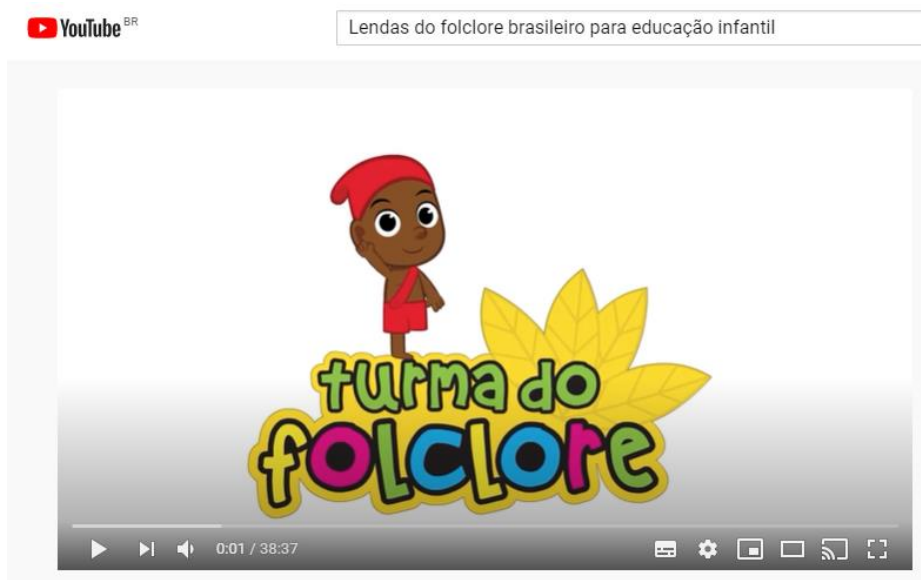 YouTube BR
Lendas do folclore brasileiro para educação infantil
turma do
folclore
0:01 / 38:37